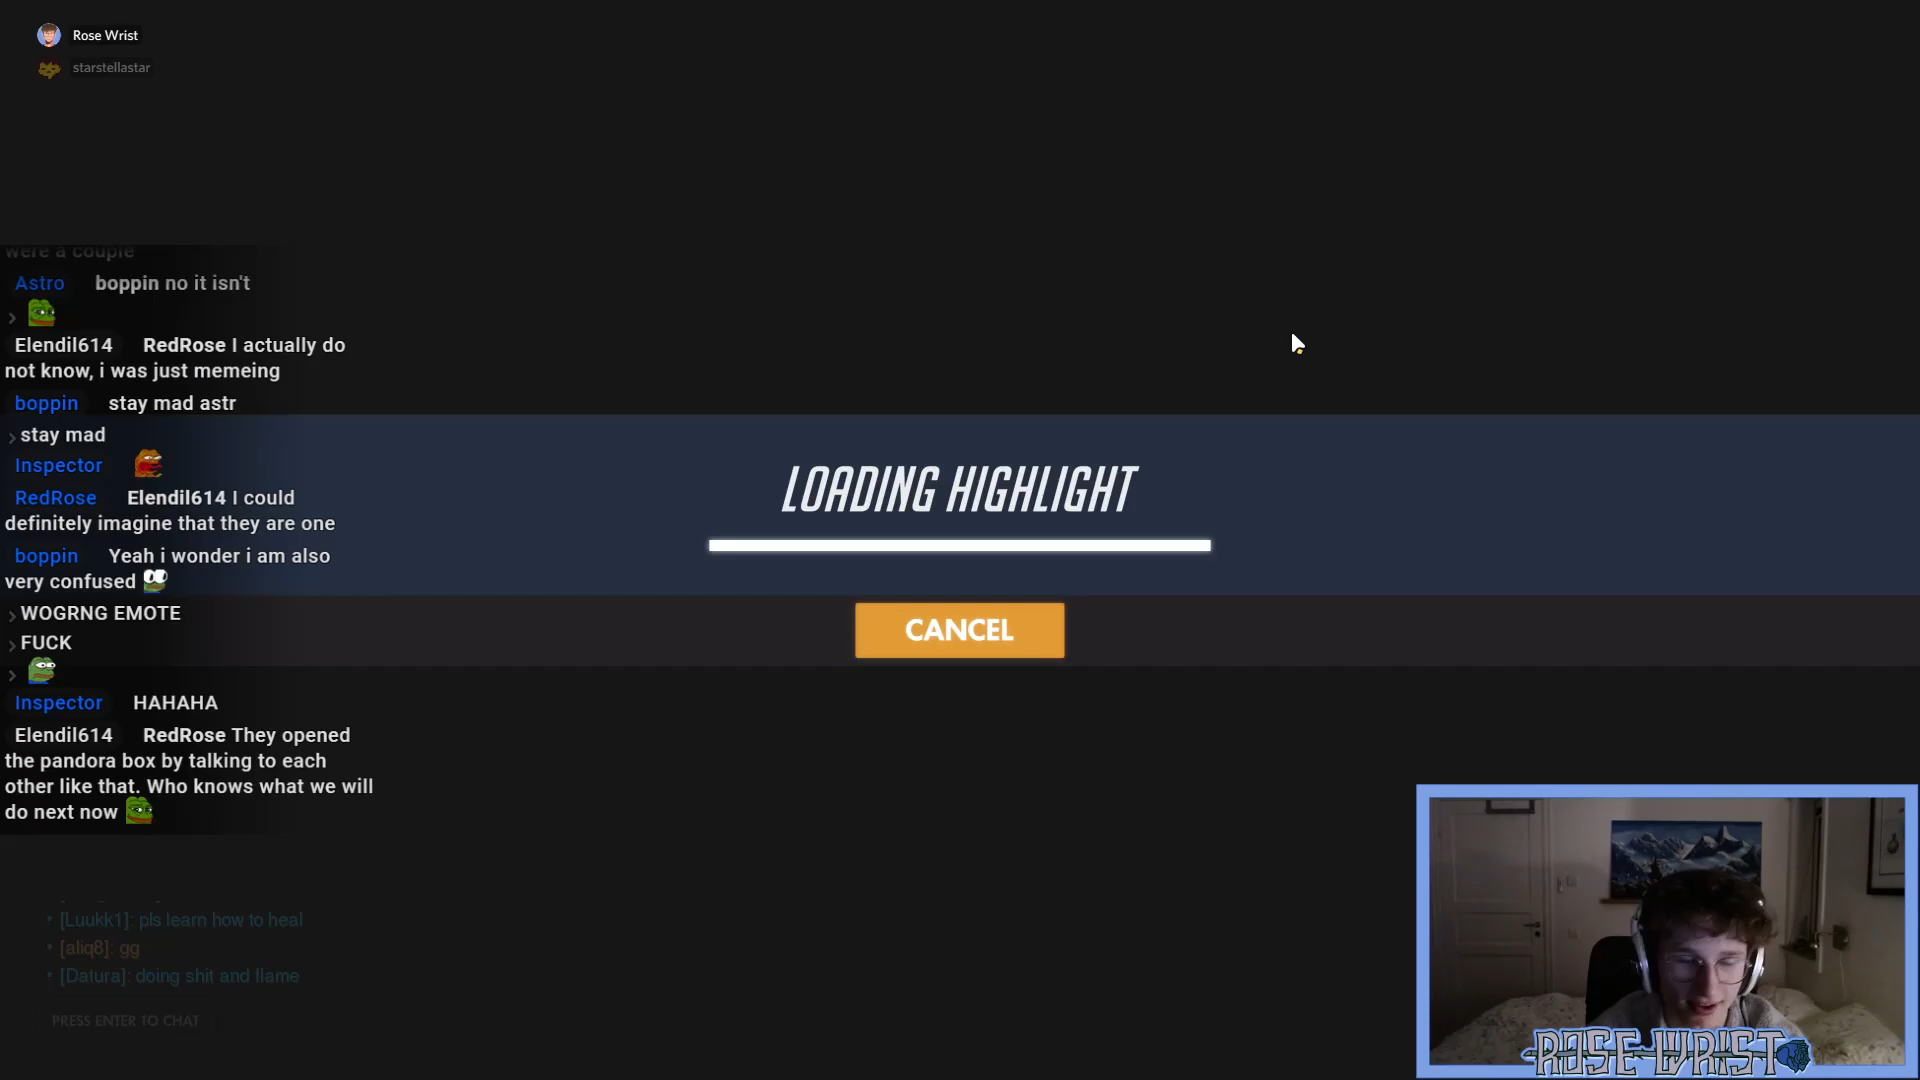 Rose Wrist
starstellastar
were a couple
Astro boppin no it isn't
Elendil614 RedRose I actually do
not know, i was just memeing
boppin stay mad astr
stay mad
Inspector
RedRose Elendil614 I could
definitely imagine that they are one
boppin Yeah i wonder i am also
very confused
WOGRNG EMOTE
FUCK
Inspector HAHAHA
Elendil614 RedRose They opened
the pandora box by talking to each
other like that. Who knows what we will
do next now
LOADING HIGHLIGHT
CANCEL
[Luukk1]: pls learn how to heal
[aliq8]: gg
[Datura]: doing shit and flame
PRESS ENTER TO CHAT
ROSE WRIST